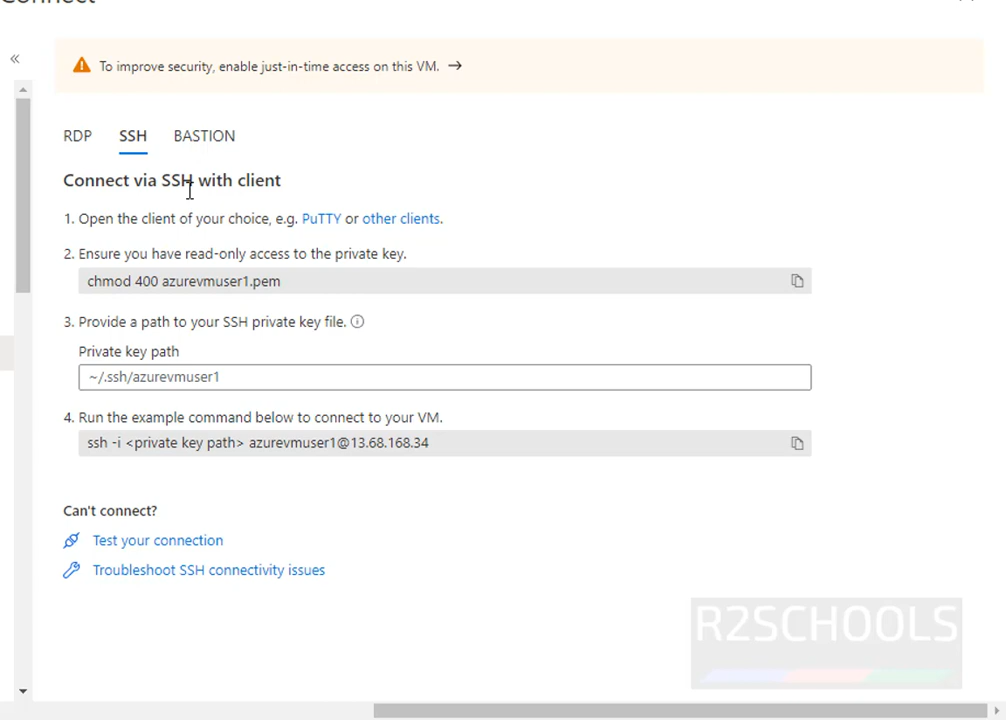 To improve security, enable just-in-time access on this VM. →
RDP SSH BASTION
Connect via SSH with client
1. Open the client of your choice, e.g. PuTTY or other clients.
2. Ensure you have read-only access to the private key.
chmod 400 azurevmuser1.pem
3. Provide a path to your SSH private key file.
Private key path
~/.ssh/azurevmuser1
4. Run the example command below to connect to your VM.
ssh -i <private key path> azurevmuser1@13.68.168.34
Can't connect?
Test your connection
Troubleshoot SSH connectivity issues
R2SCHOOLS